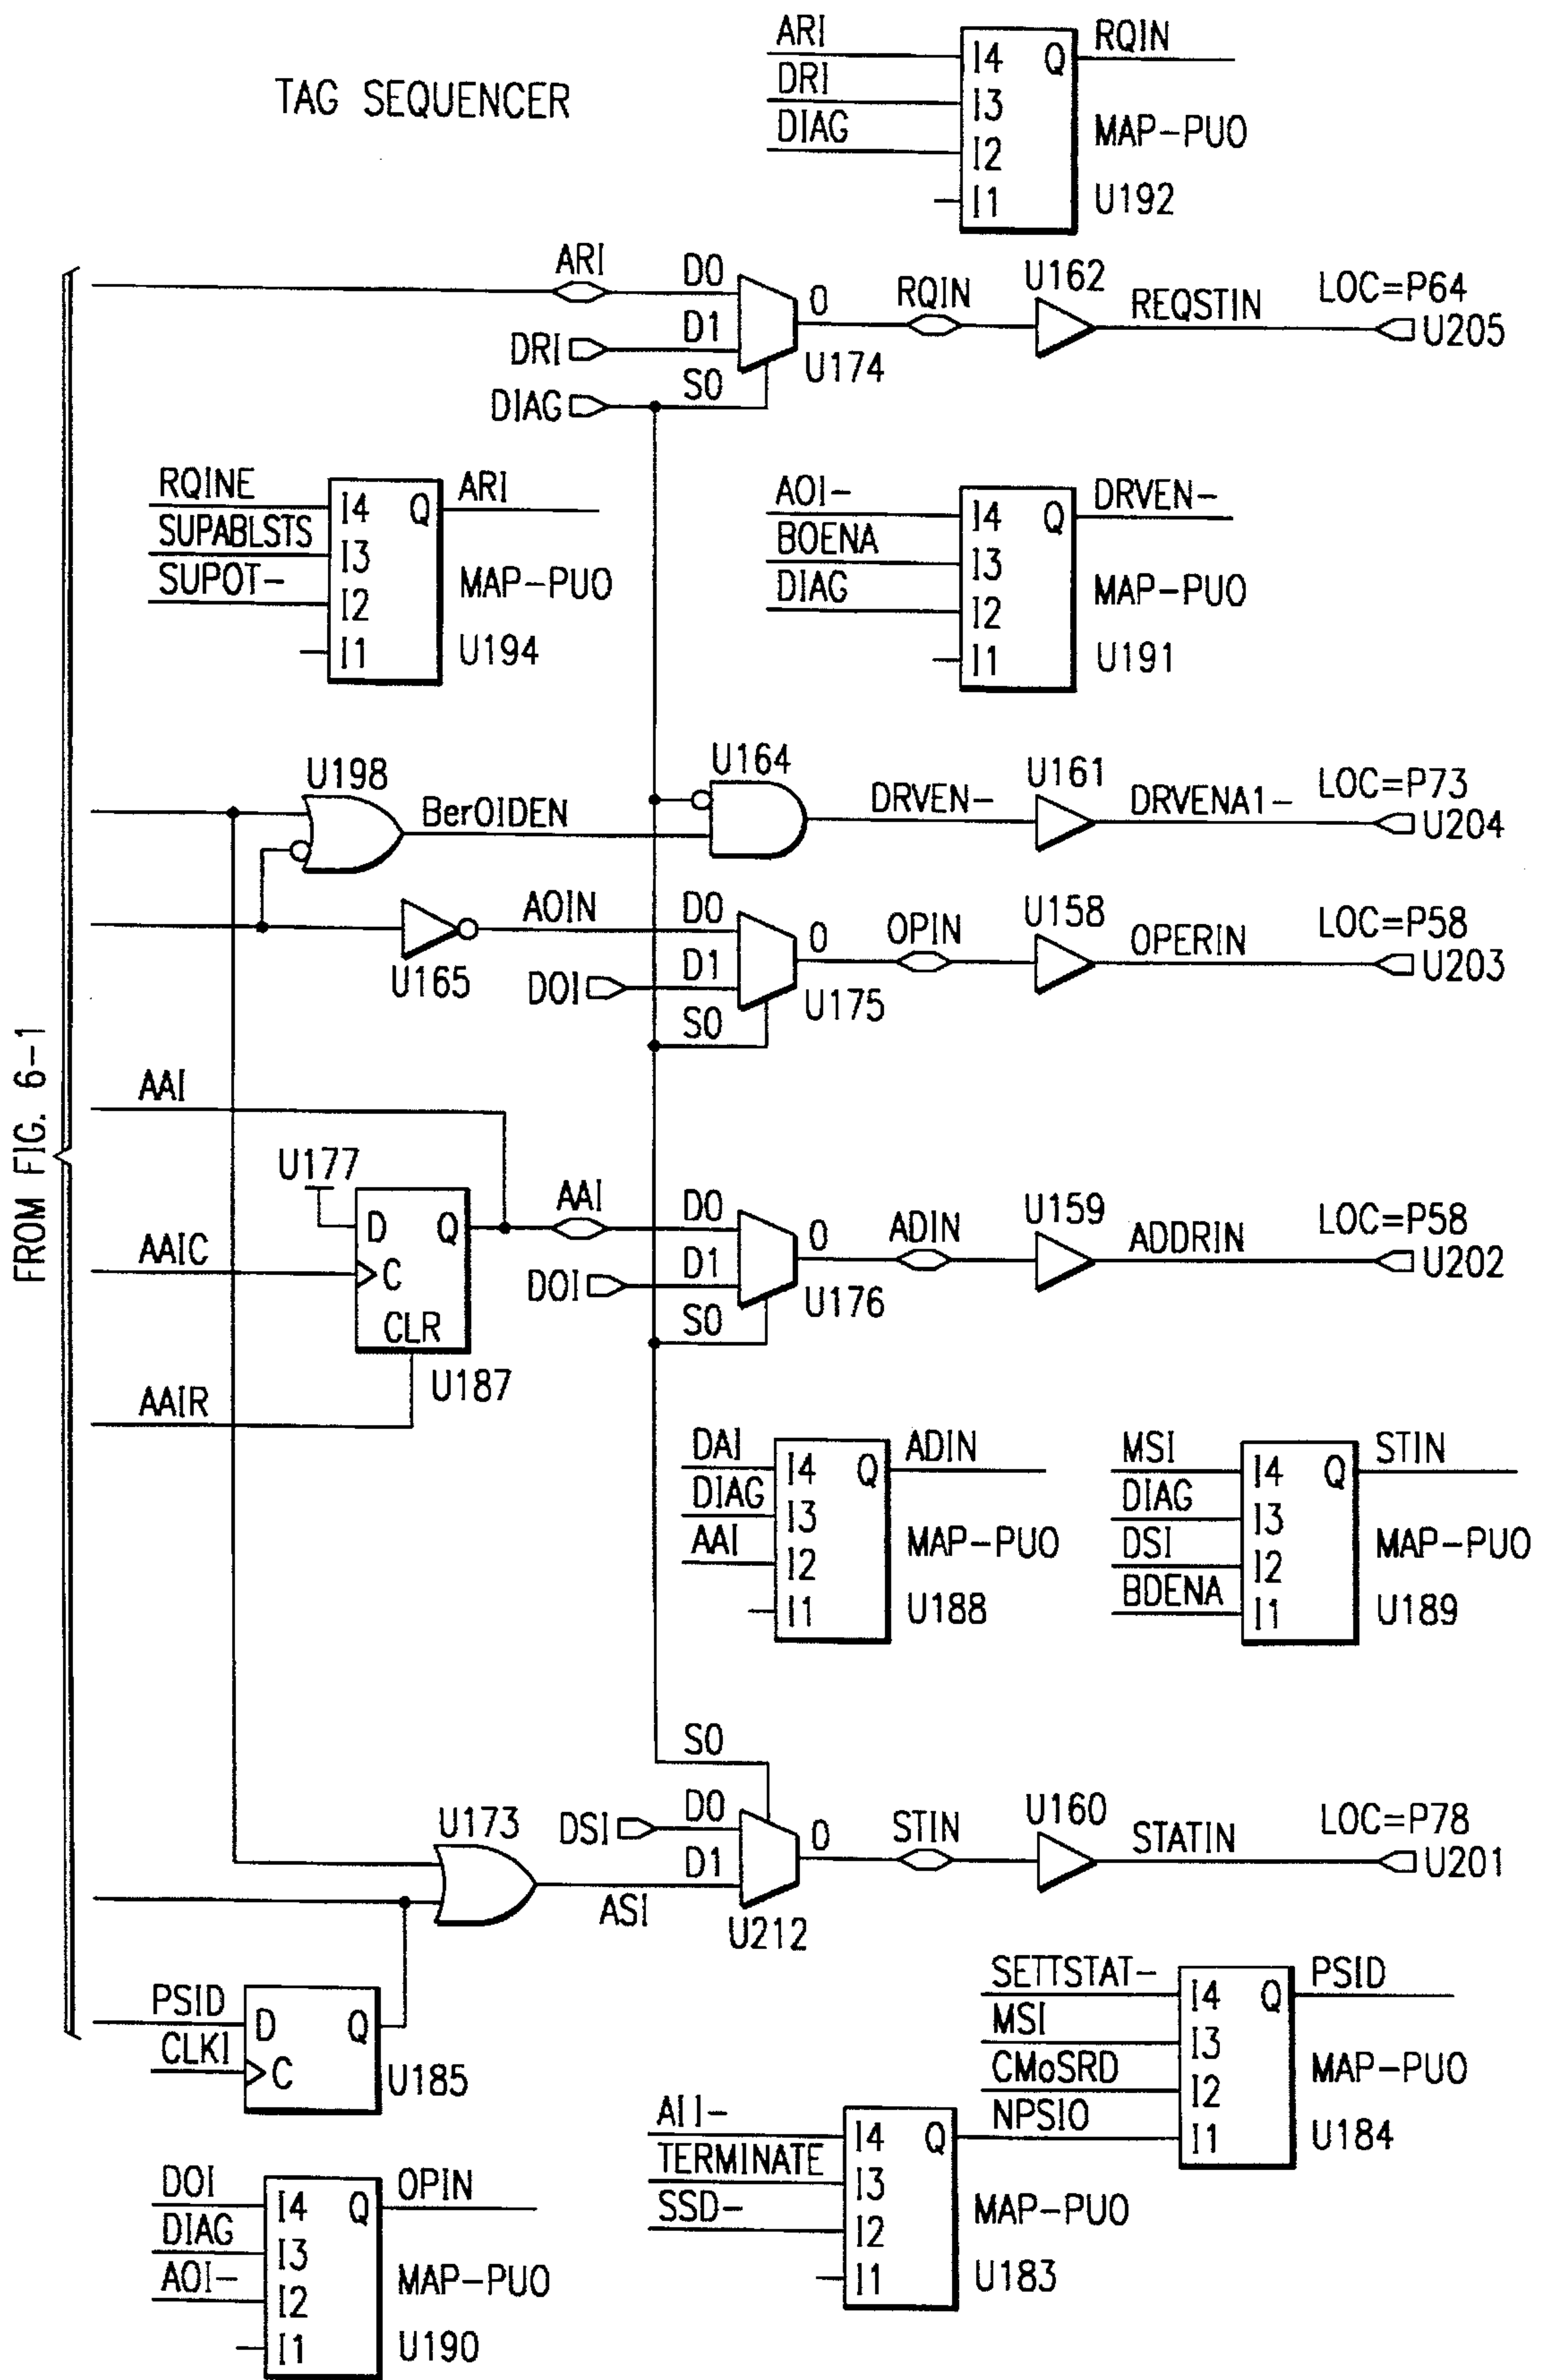 TAG SEQUENCER
ARI
DRI
DIAG
I4 Q
I3
I2
I1
RQIN
MAP-PUO
U192
FROM FIG. 6-1
ARI
DRI
DIAG
D0
D1
S0
O
U174
RQIN
U162
REQSTIN
LOC=P64
U205
RQINE
SUPABLSTS
SUPOT-
I4 Q
I3
I2
I1
ARI
MAP-PUO
U194
AOI-
BOENA
DIAG
I4 Q
I3
I2
I1
DRVEN-
MAP-PUO
U191
U198
BerOIDEN
U164
DRVEN-
U161
DRVENA1-
LOC=P73
U204
U165
AOIN
DOI
D0
D1
S0
O
U175
OPIN
U158
OPERIN
LOC=P58
U203
AAI
U177
AAIC
AAIR
D Q
C
CLR
U187
AAI
DOI
D0
D1
S0
O
U176
ADIN
U159
ADDRIN
LOC=P58
U202
DAI
DIAG
AAI
I4 Q
I3
I2
I1
ADIN
MAP-PUO
U188
MSI
DIAG
DSI
BDENA
I4 Q
I3
I2
I1
STIN
MAP-PUO
U189
U173
ASI
DSI
S0
D0
D1
O
U212
STIN
U160
STATIN
LOC=P78
U201
PSID
CLKI
D Q
C
U185
SETTSTAT-
MSI
CMoSRD
NPSIO
I4 Q
I3
I2
I1
PSID
MAP-PUO
U184
AII-
TERMINATE
SSD-
I4 Q
I3
I2
I1
MAP-PUO
U183
DOI
DIAG
AOI-
I4 Q
I3
I2
I1
OPIN
MAP-PUO
U190